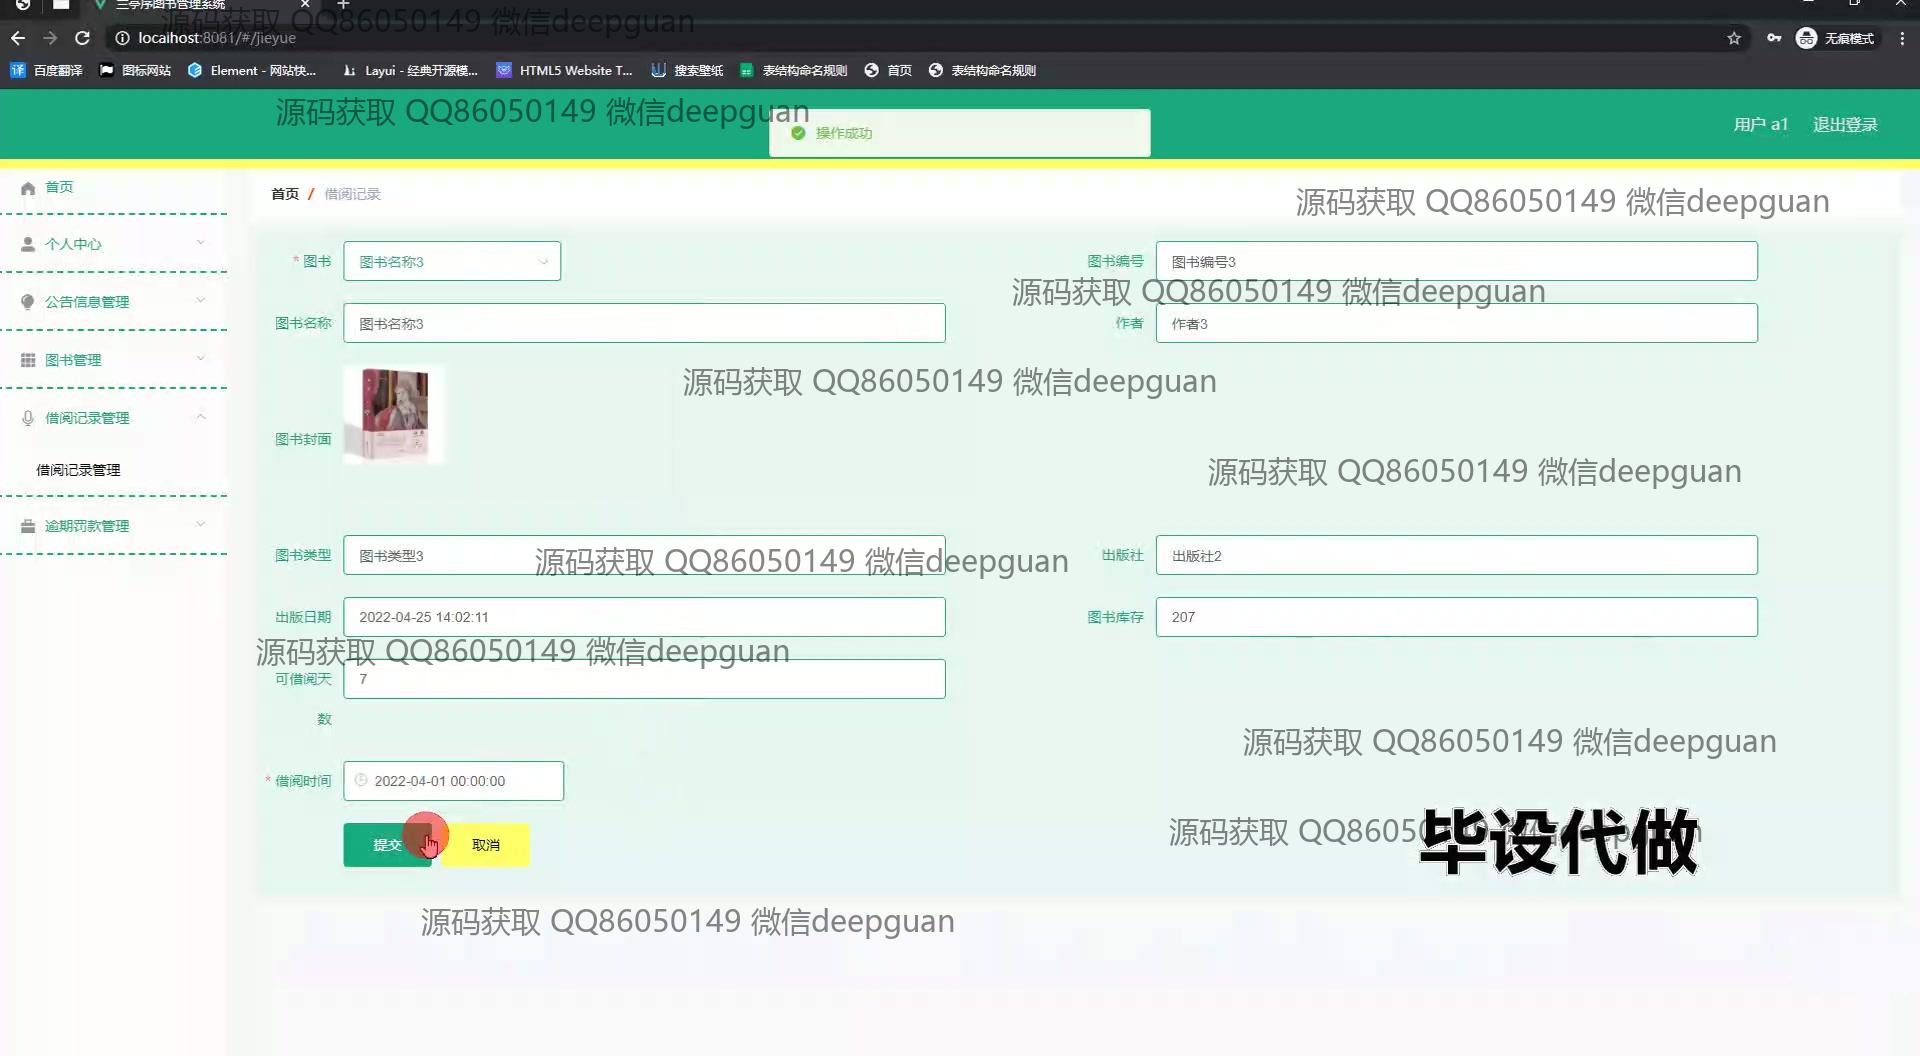 三亭序图书管理系统
源码获取 QQ86050149 微信deepguan
localhost:8081/#/jieyue
无痕模式
百度翻译 图标网站 Element - 网站快... Layui - 经典开源模... HTML5 Website T... 搜索壁纸 表结构命名规则 首页 表结构命名规则
源码获取 QQ86050149 微信deepguan
操作成功
用户 a1 退出登录
首页
首页 / 借阅记录
源码获取 QQ86050149 微信deepguan
个人中心
* 图书 图书名称3
图书编号 图书编号3
源码获取 QQ86050149 微信deepguan
公告信息管理
图书名称 图书名称3
作者 作者3
图书管理
源码获取 QQ86050149 微信deepguan
借阅记录管理
图书封面
借阅记录管理
源码获取 QQ86050149 微信deepguan
逾期罚款管理
图书类型 图书类型3
源码获取 QQ86050149 微信deepguan
出版社 出版社2
出版日期 2022-04-25 14:02:11
图书库存 207
源码获取 QQ86050149 微信deepguan
可借阅天数 7
源码获取 QQ86050149 微信deepguan
* 借阅时间 2022-04-01 00:00:00
源码获取 QQ86050149 微信deepguan
毕设代做
提交 取消
源码获取 QQ86050149 微信deepguan